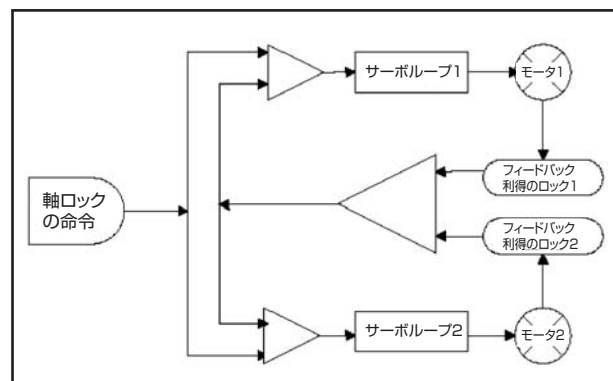 サーボループ1
モータ1
軸ロック
の命令
フィードバック
利得のロック1
フィードバック
利得のロック2
サーボループ2
モータ2